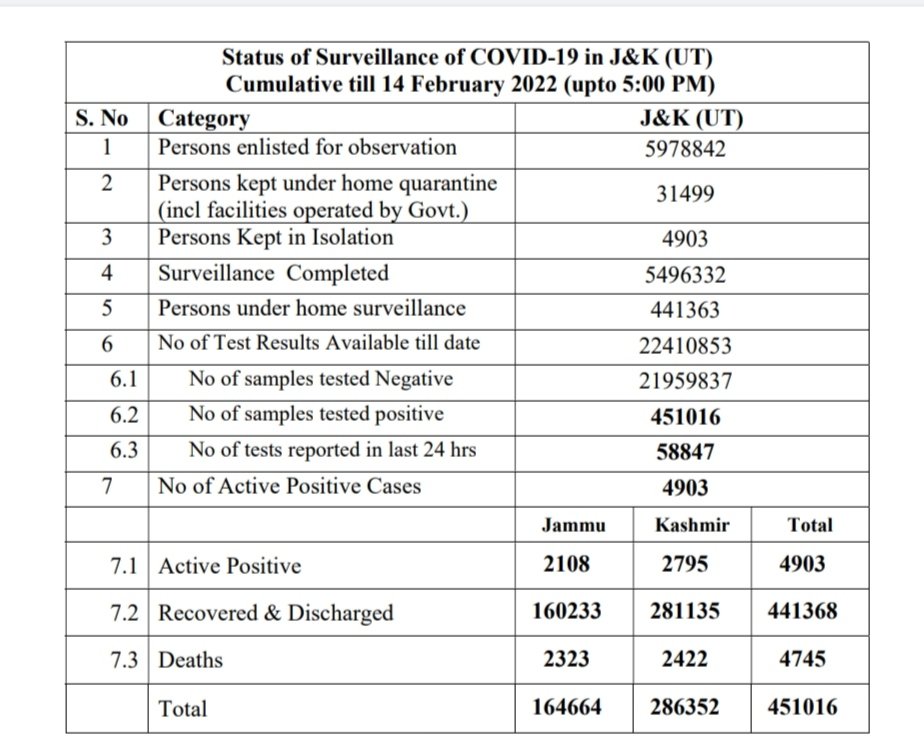 Status of Surveillance of COVID-19 in J&K (UT)
Cumulative till 14 February 2022 (upto 5:00 PM)
S. No Category J&K (UT)
1 Persons enlisted for observation 5978842
2 Persons kept under home quarantine
(incl facilities operated by Govt.) 31499
3 Persons Kept in Isolation 4903
4 Surveillance Completed 5496332
5 Persons under home surveillance 441363
6 No of Test Results Available till date 22410853
6.1 No of samples tested Negative 21959837
6.2 No of samples tested positive 451016
6.3 No of tests reported in last 24 hrs 58847
7 No of Active Positive Cases 4903
Jammu Kashmir Total
7.1 Active Positive 2108 2795 4903
7.2 Recovered & Discharged 160233 281135 441368
7.3 Deaths 2323 2422 4745
Total 164664 286352 451016